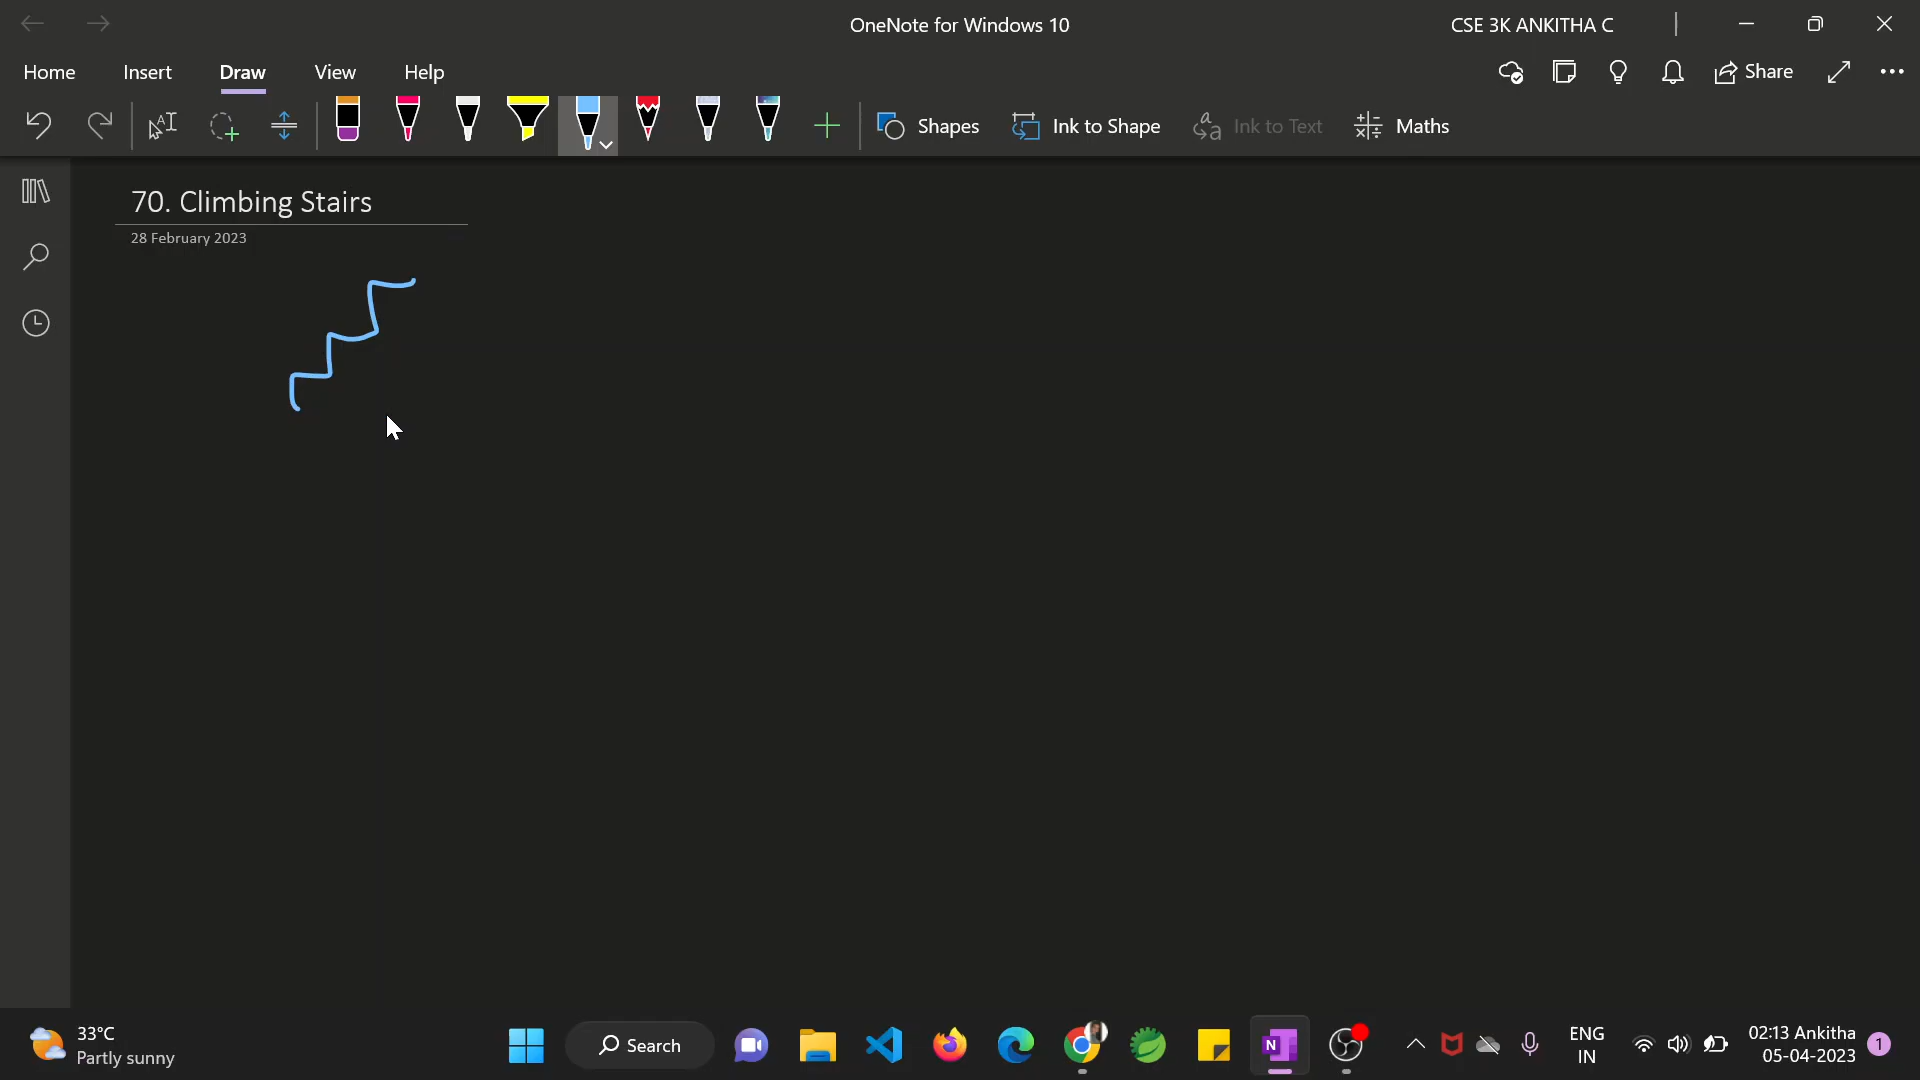 OneNote for Windows 10
CSE 3K ANKITHA C
Home Insert Draw View Help
Share
Shapes Ink to Shape Ink to Text Maths
70. Climbing Stairs
28 February 2023
33°C
Partly sunny
Search
ENG
IN
02:13 Ankitha
05-04-2023
1